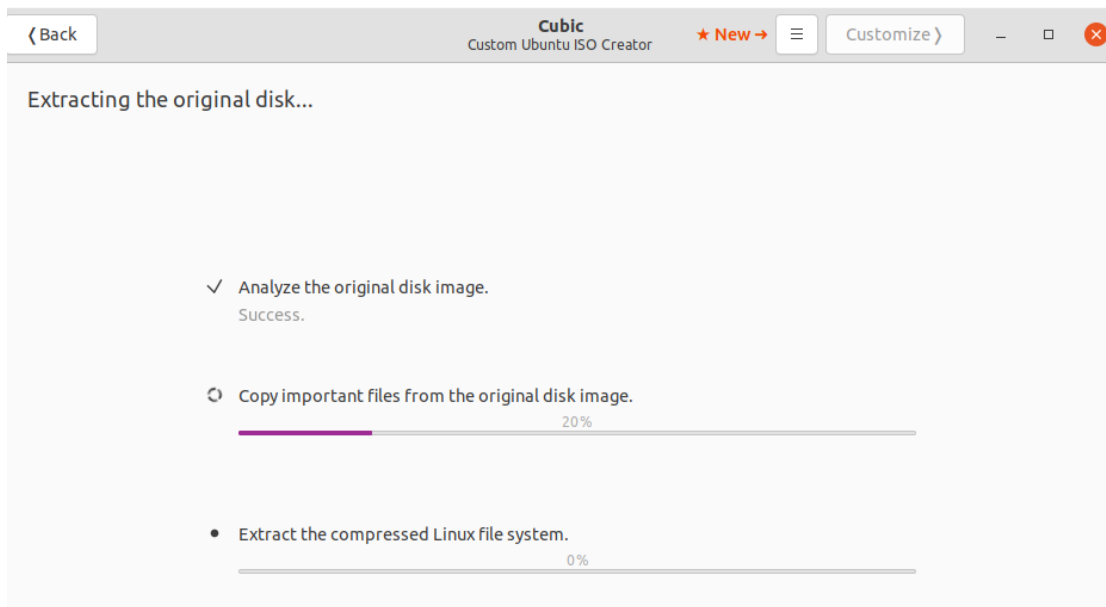 ❬Back
Cubic
Custom Ubuntu ISO Creator
★ New →
Customize❭
Extracting the original disk...
Analyze the original disk image.
Success.
Copy important files from the original disk image.
20%
Extract the compressed Linux file system.
0%